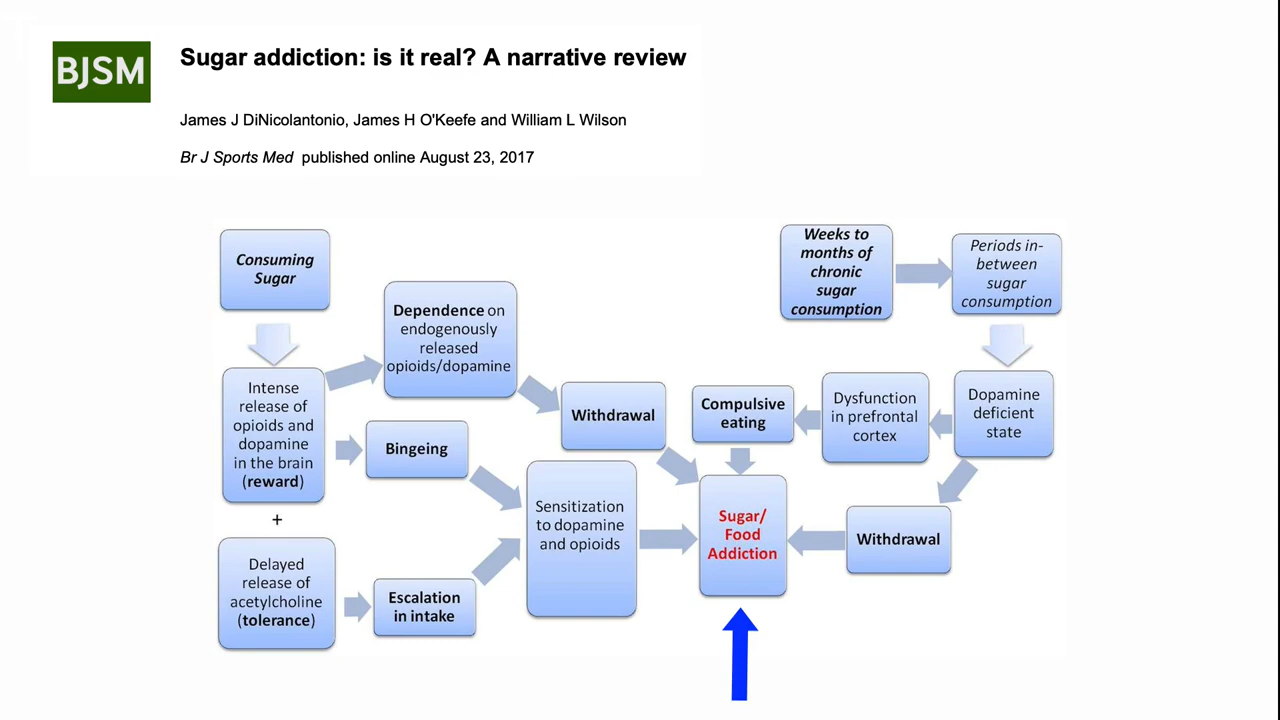 BJSM
Sugar addiction: is it real? A narrative review
James J DiNicolantonio, James H O'Keefe and William L Wilson
Br J Sports Med published online August 23, 2017
Consuming
Sugar
Intense
release of
opioids and
dopamine
in the brain
(reward)
+
Delayed
release of
acetylcholine
(tolerance)
Dependence on
endogenously
released
opioids/dopamine
Bingeing
Escalation
in intake
Withdrawal
Sensitization
to dopamine
and opioids
Weeks to
months of
chronic
sugar
consumption
Periods in-
between
sugar
consumption
Dopamine
deficient
state
Dysfunction
in prefrontal
cortex
Compulsive
eating
Withdrawal
Sugar/
Food
Addiction